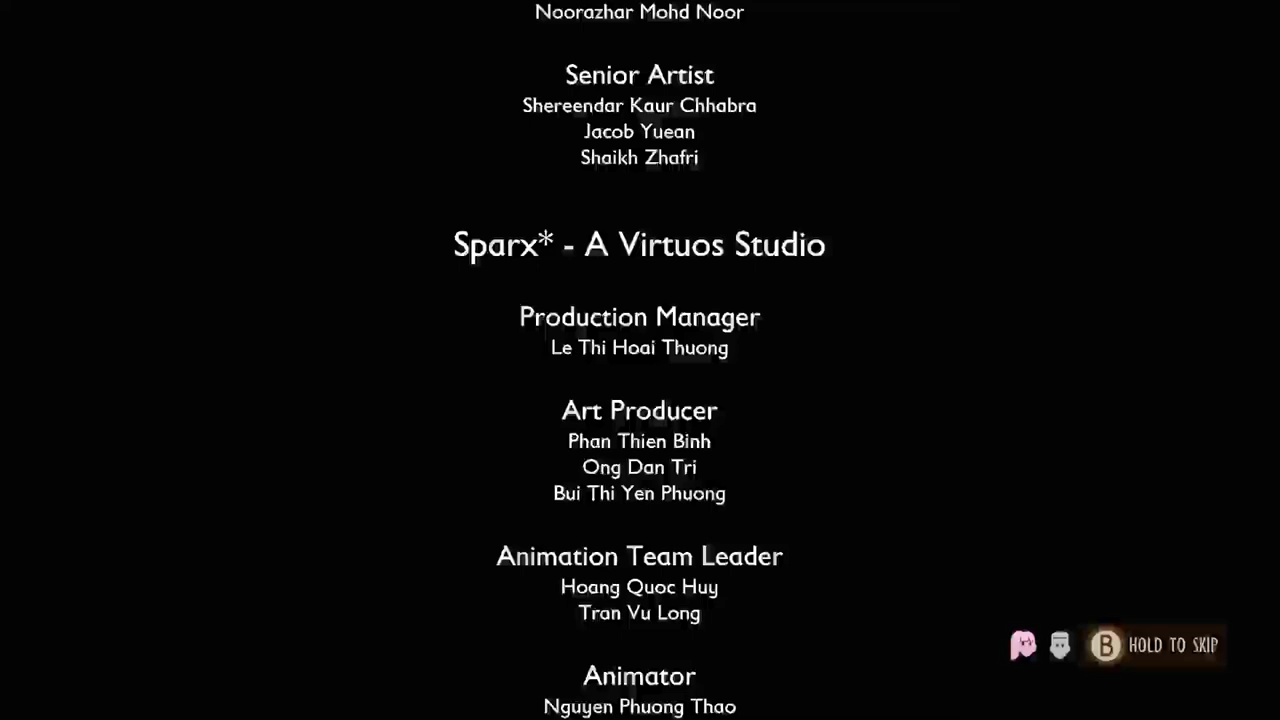 Noorazhar Mohd Noor
Senior Artist
Shereendar Kaur Chhabra
Jacob Yuean
Shaikh Zhafri
Sparx* - A Virtuos Studio
Production Manager
Le Thi Hoai Thuong
Art Producer
Phan Thien Binh
Ong Dan Tri
Bui Thi Yen Phuong
Animation Team Leader
Hoang Quoc Huy
Tran Vu Long
B HOLD TO SKIP
Animator
Nguyen Phuong Thao